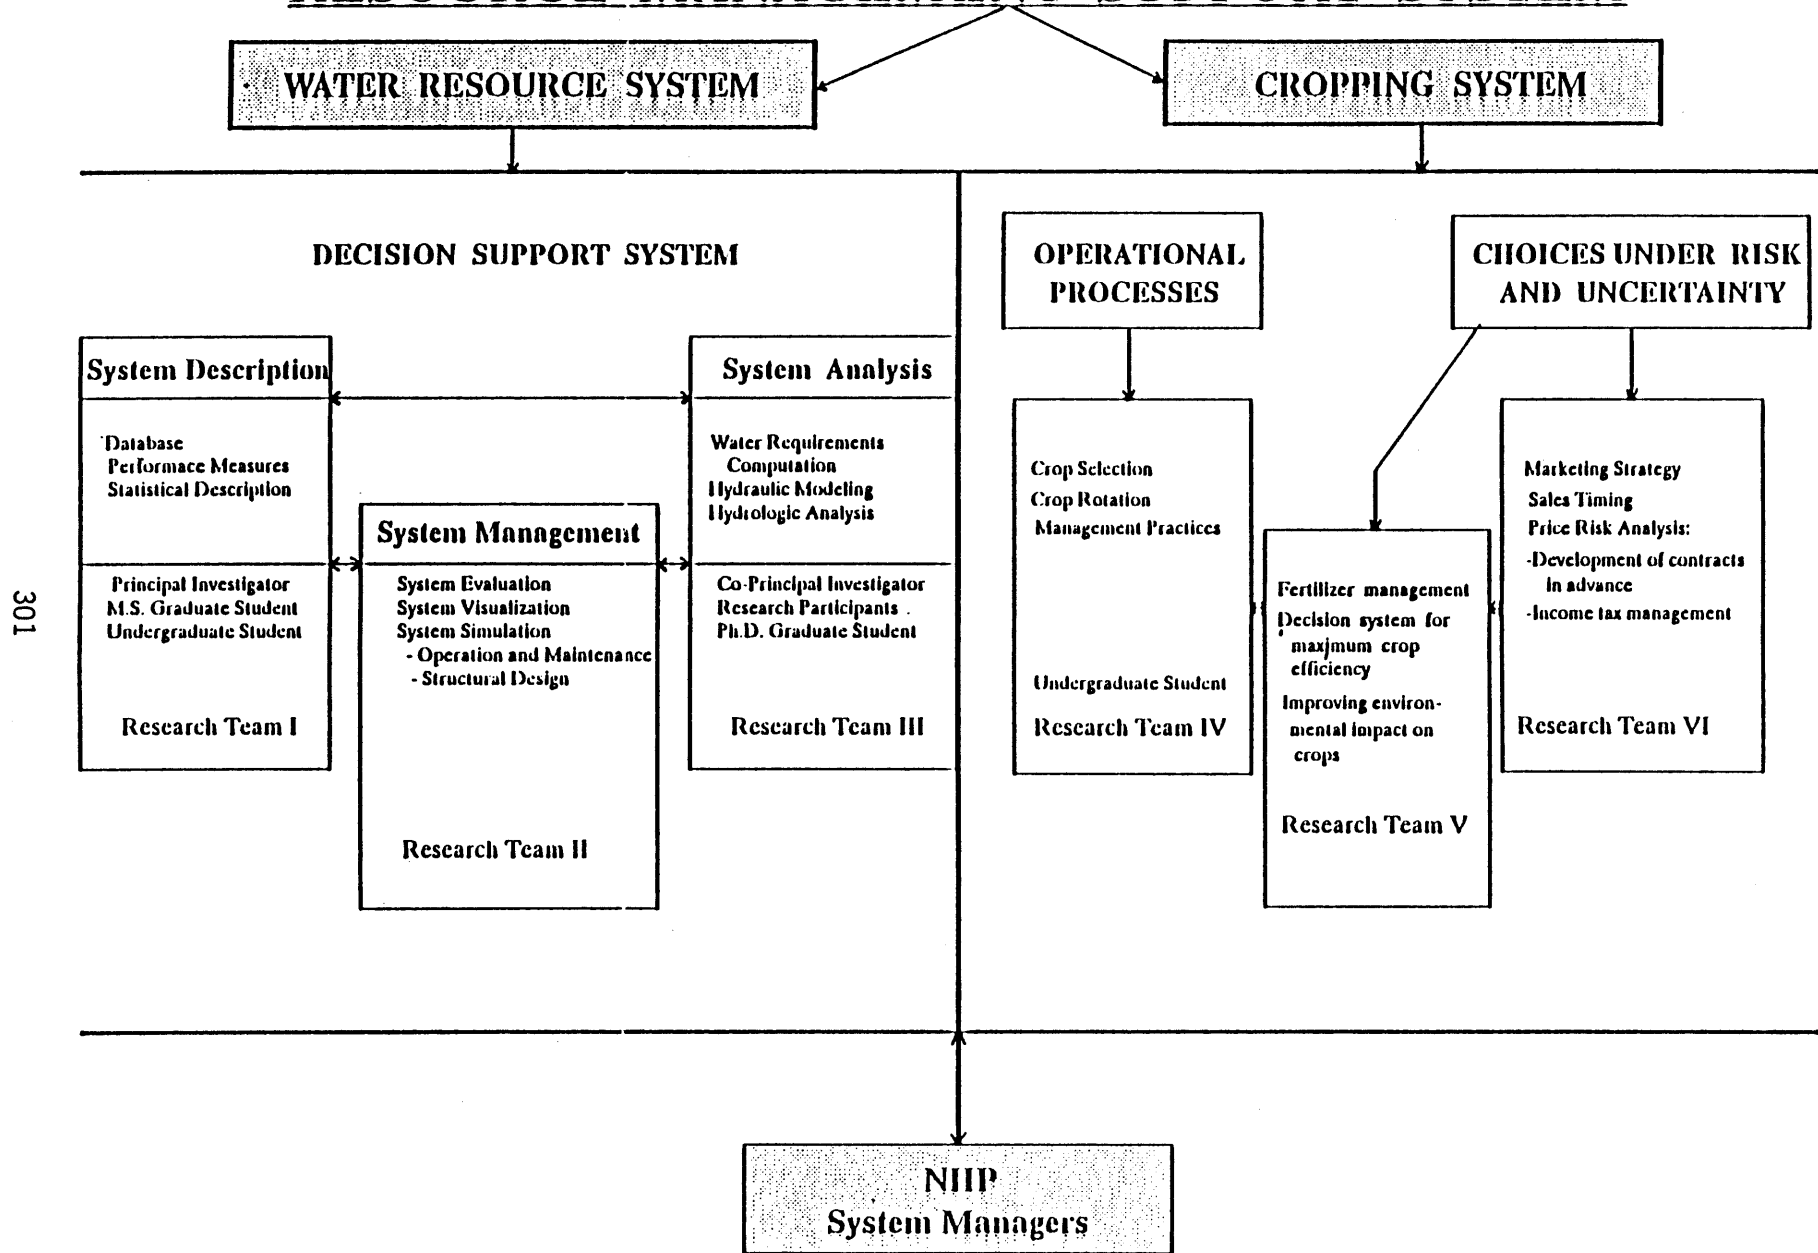 RESOURCE MANAGEMENT SUPPORT SYSTEM
WATER RESOURCE SYSTEM
CROPPING SYSTEM
DECISION SUPPORT SYSTEM
System Description
Database
Performace Measures
Statistical Description
Principal Investigator
M.S. Graduate Student
Undergraduate Student
Research Team I
System Management
System Evaluation
System Visualization
System Simulation
- Operation and Maintenance
- Structural Design
Research Team II
System Analysis
Water Requirements
Computation
Hydraulic Modeling
Hydrologic Analysis
Co-Principal Investigator
Research Participants .
Ph.D. Graduate Student
Research Team III
OPERATIONAL
PROCESSES
Crop Selection
Crop Rotation
Management Practices
Undergraduate Student
Research Team IV
CHOICES UNDER RISK
AND UNCERTAINTY
Fertilizer management
Decision system for
maximum crop
efficiency
Improving environ-
mental impact on
crops
Research Team V
Marketing Strategy
Sales Timing
Price Risk Analysis:
-Development of contracts
in advance
-Income tax management
Research Team VI
NIIP
System Managers
301